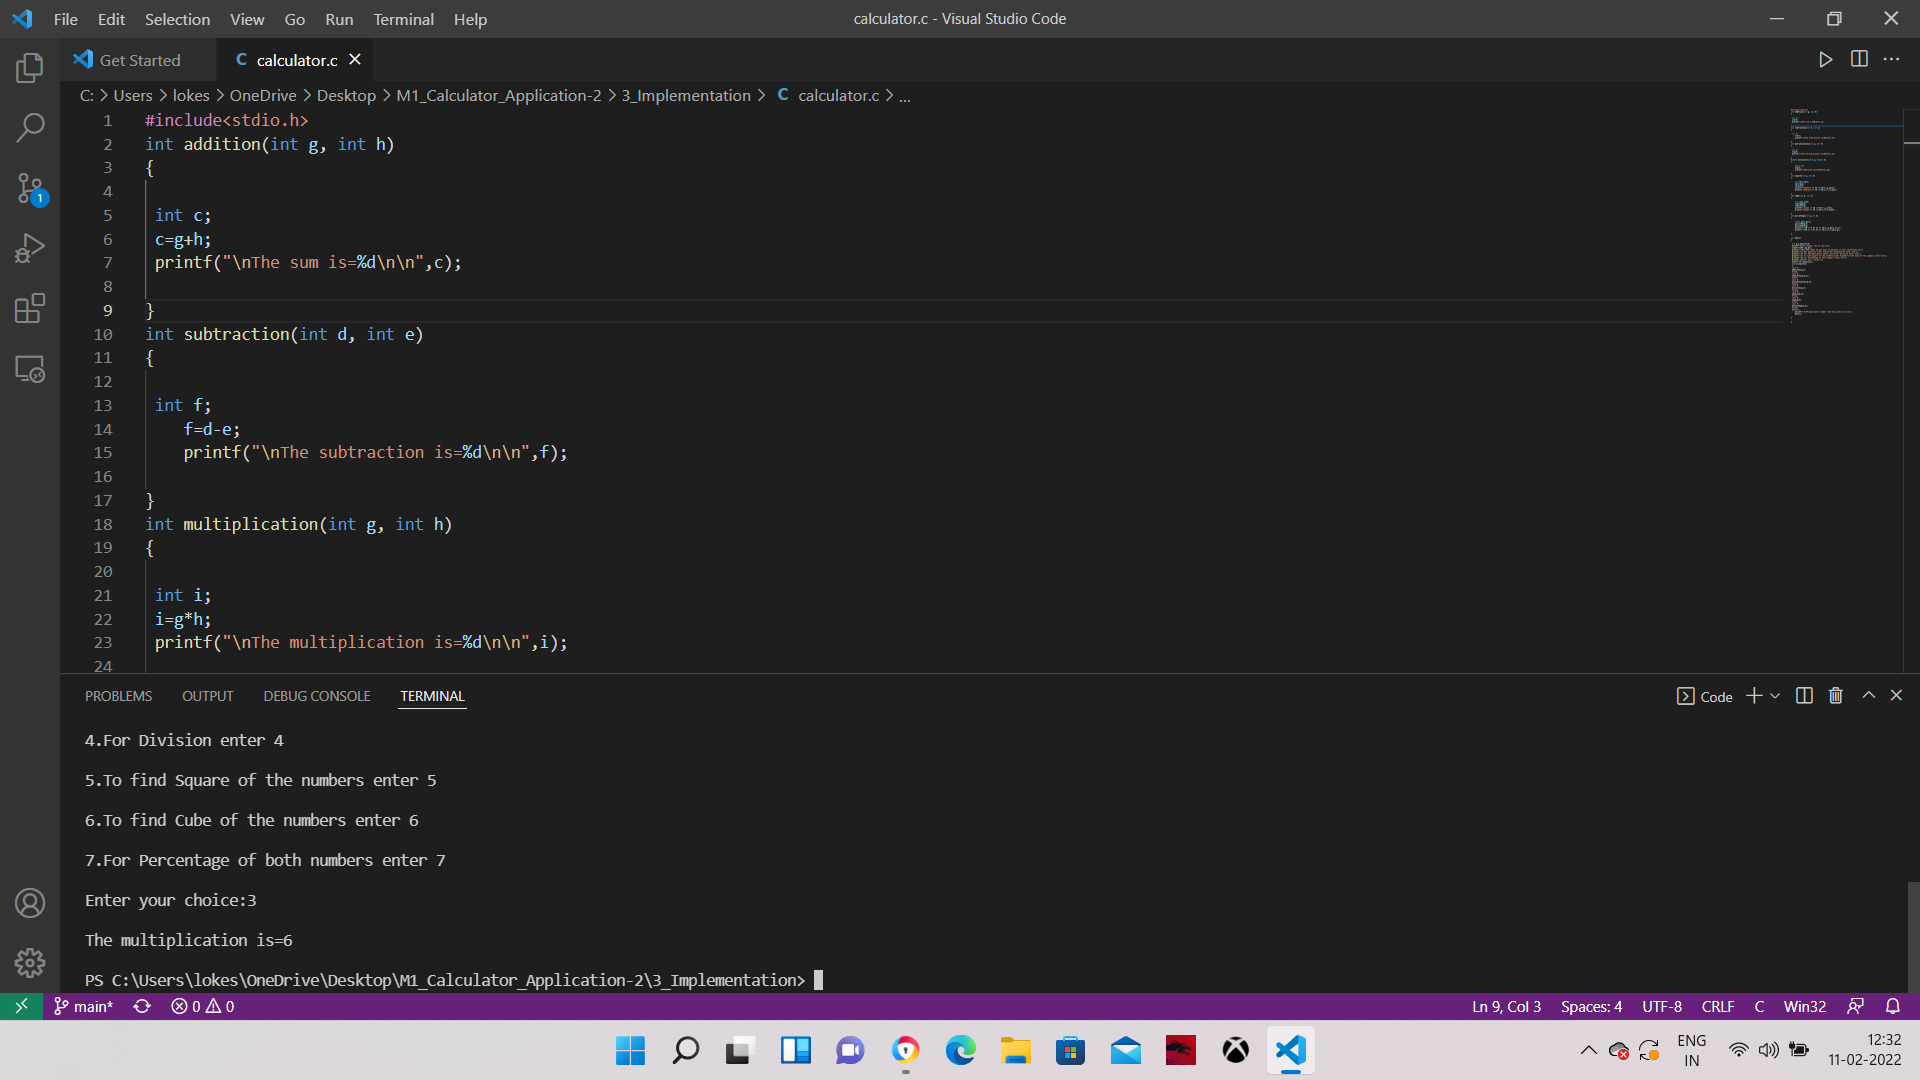 File Edit Selection View Go Run Terminal Help calculator.c - Visual Studio Code
Get Started C calculator.c
C: > Users > lokes > OneDrive > Desktop > M1_Calculator_Application-2 > 3_Implementation > C calculator.c > ...
1 #include<stdio.h>
2 int addition(int g, int h)
3 {
4
5 int c;
6 c=g+h;
7 printf("\nThe sum is=%d\n\n",c);
8
9 }
10 int subtraction(int d, int e)
11 {
12
13 int f;
14 f=d-e;
15 printf("\nThe subtraction is=%d\n\n",f);
16
17 }
18 int multiplication(int g, int h)
19 {
20
21 int i;
22 i=g*h;
23 printf("\nThe multiplication is=%d\n\n",i);
24
PROBLEMS OUTPUT DEBUG CONSOLE TERMINAL Code
4.For Division enter 4
5.To find Square of the numbers enter 5
6.To find Cube of the numbers enter 6
7.For Percentage of both numbers enter 7
Enter your choice:3
The multiplication is=6
PS C:\Users\lokes\OneDrive\Desktop\M1_Calculator_Application-2\3_Implementation>
1
main* 0 0 Ln 9, Col 3 Spaces: 4 UTF-8 CRLF C Win32
ENG 12:32
IN 11-02-2022